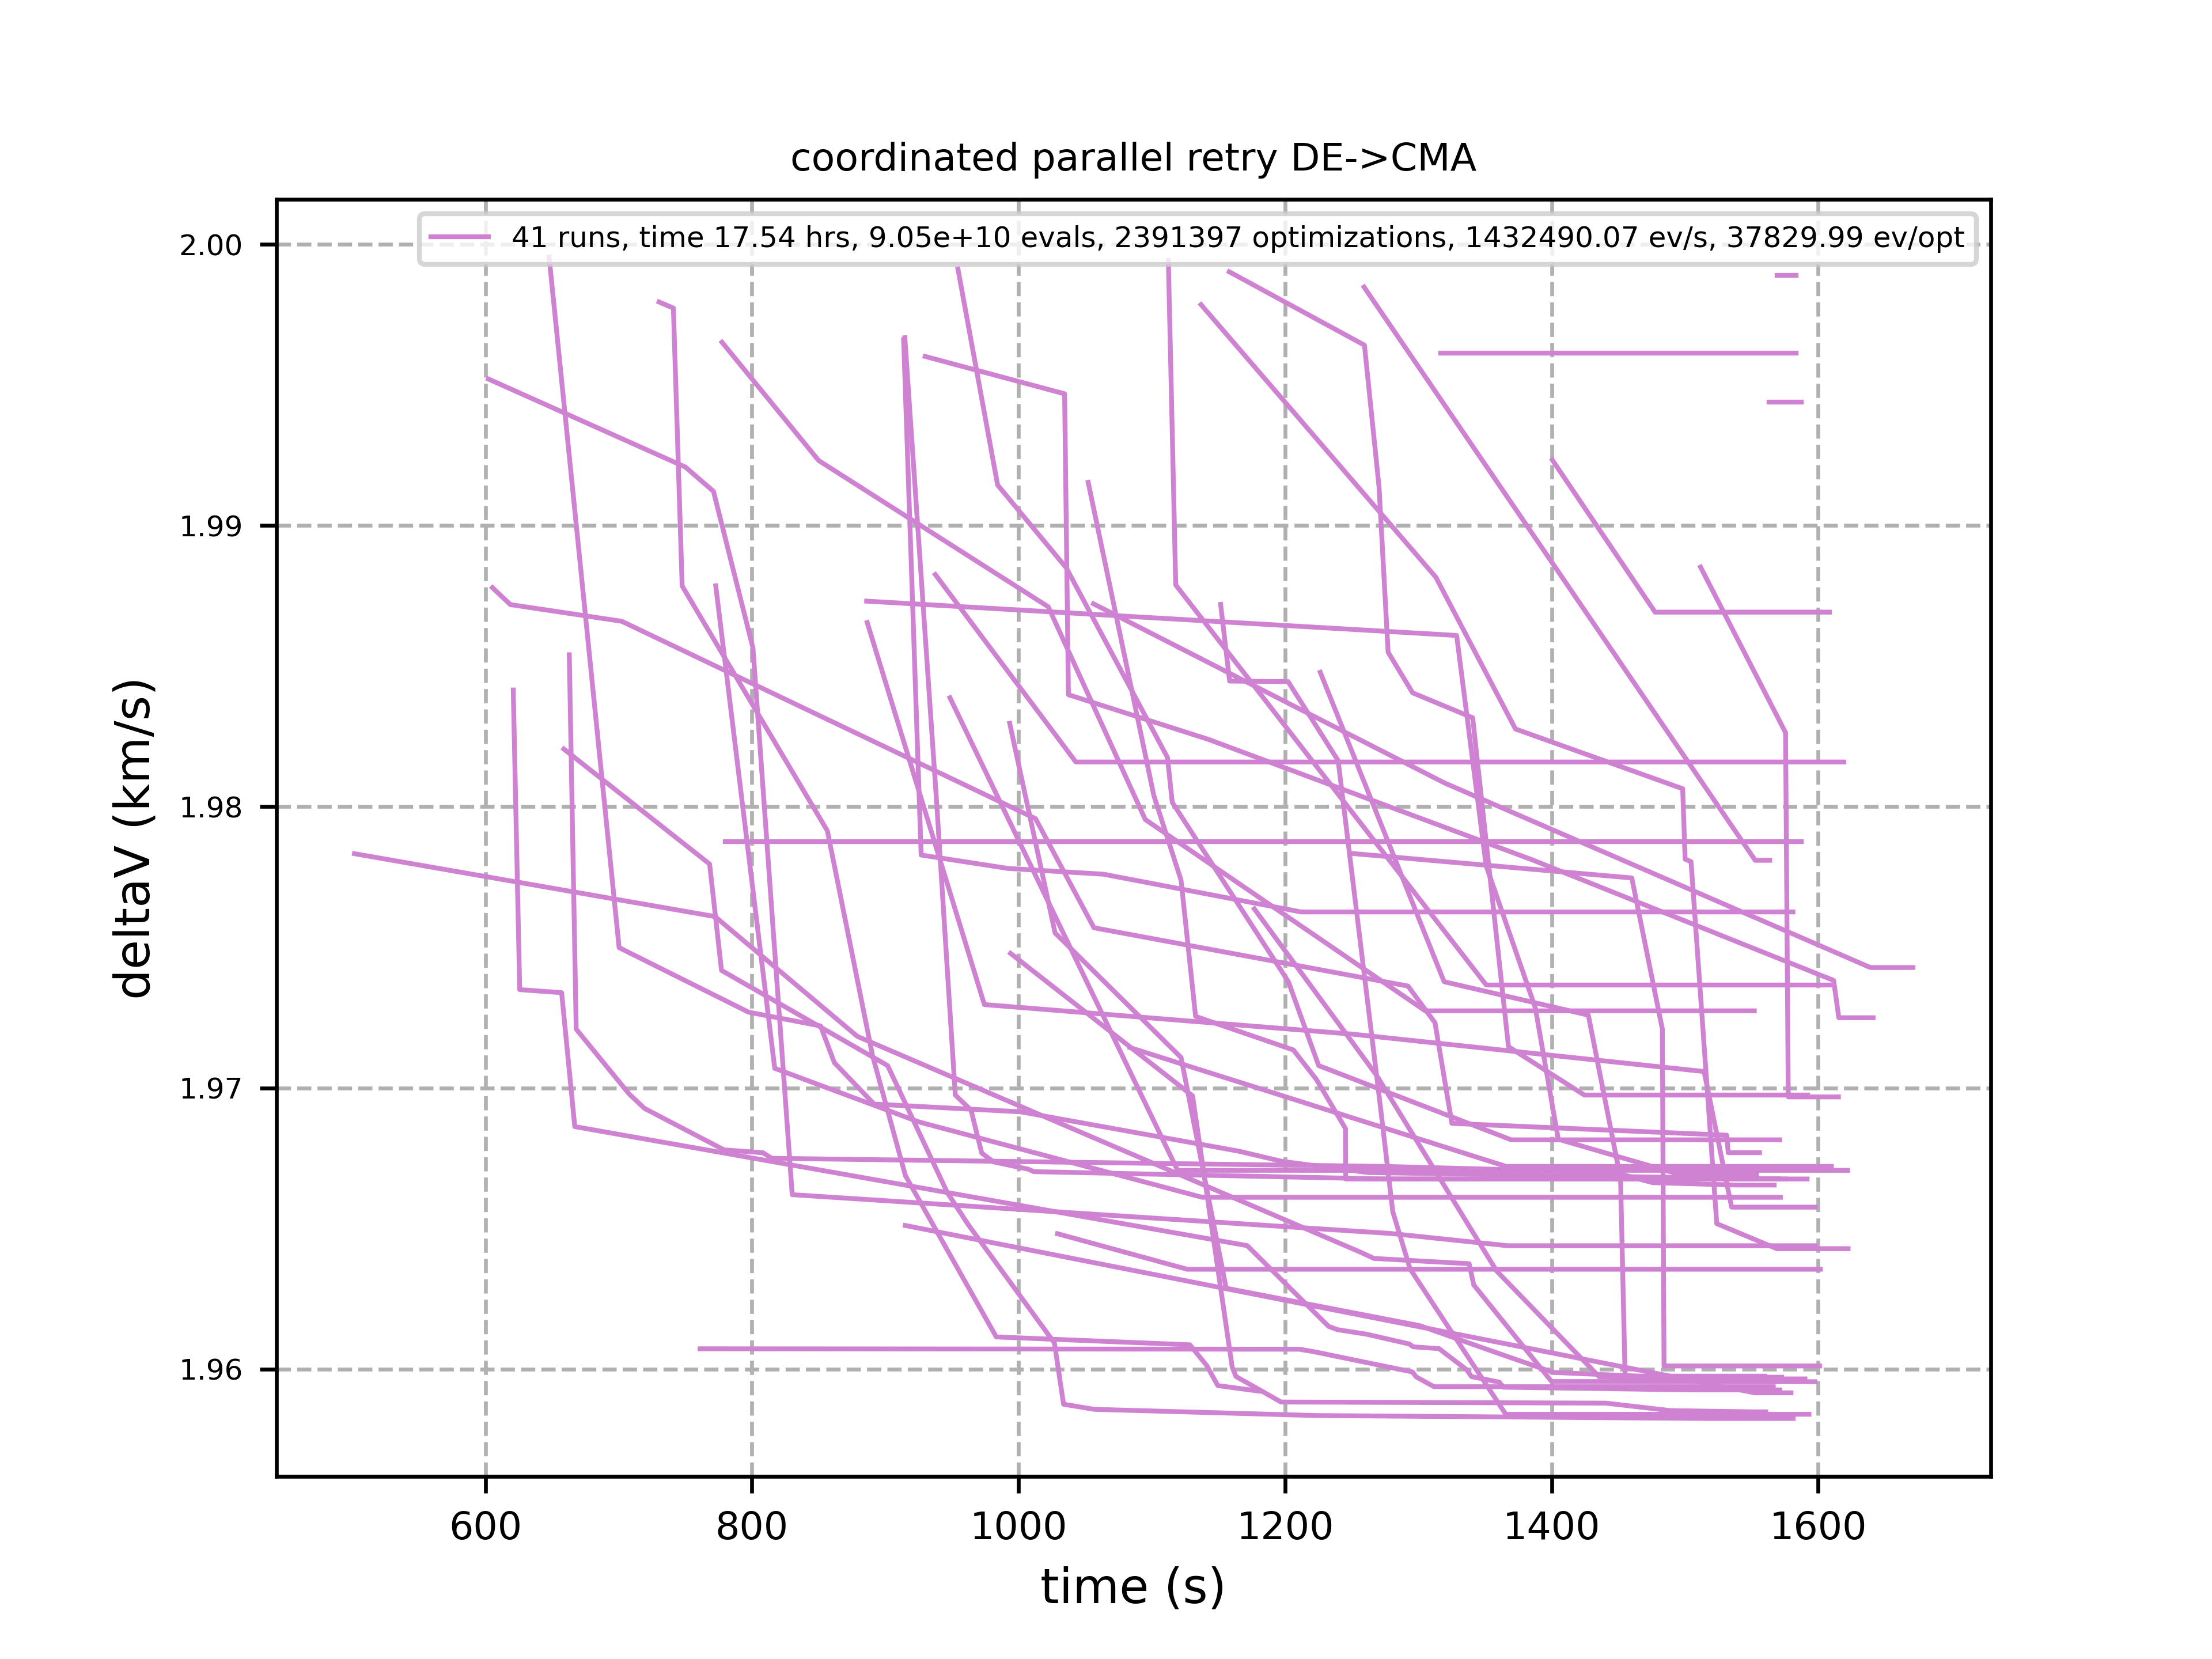 coordinated parallel retry DE->CMA
41 runs, time 17.54 hrs, 9.05e+10 evals, 2391397 optimizations, 1432490.07 ev/s, 37829.99 ev/opt
2.00
1.99
1.98
1.97
1.96
deltaV (km/s)
600 800 1000 1200 1400 1600
time (s)